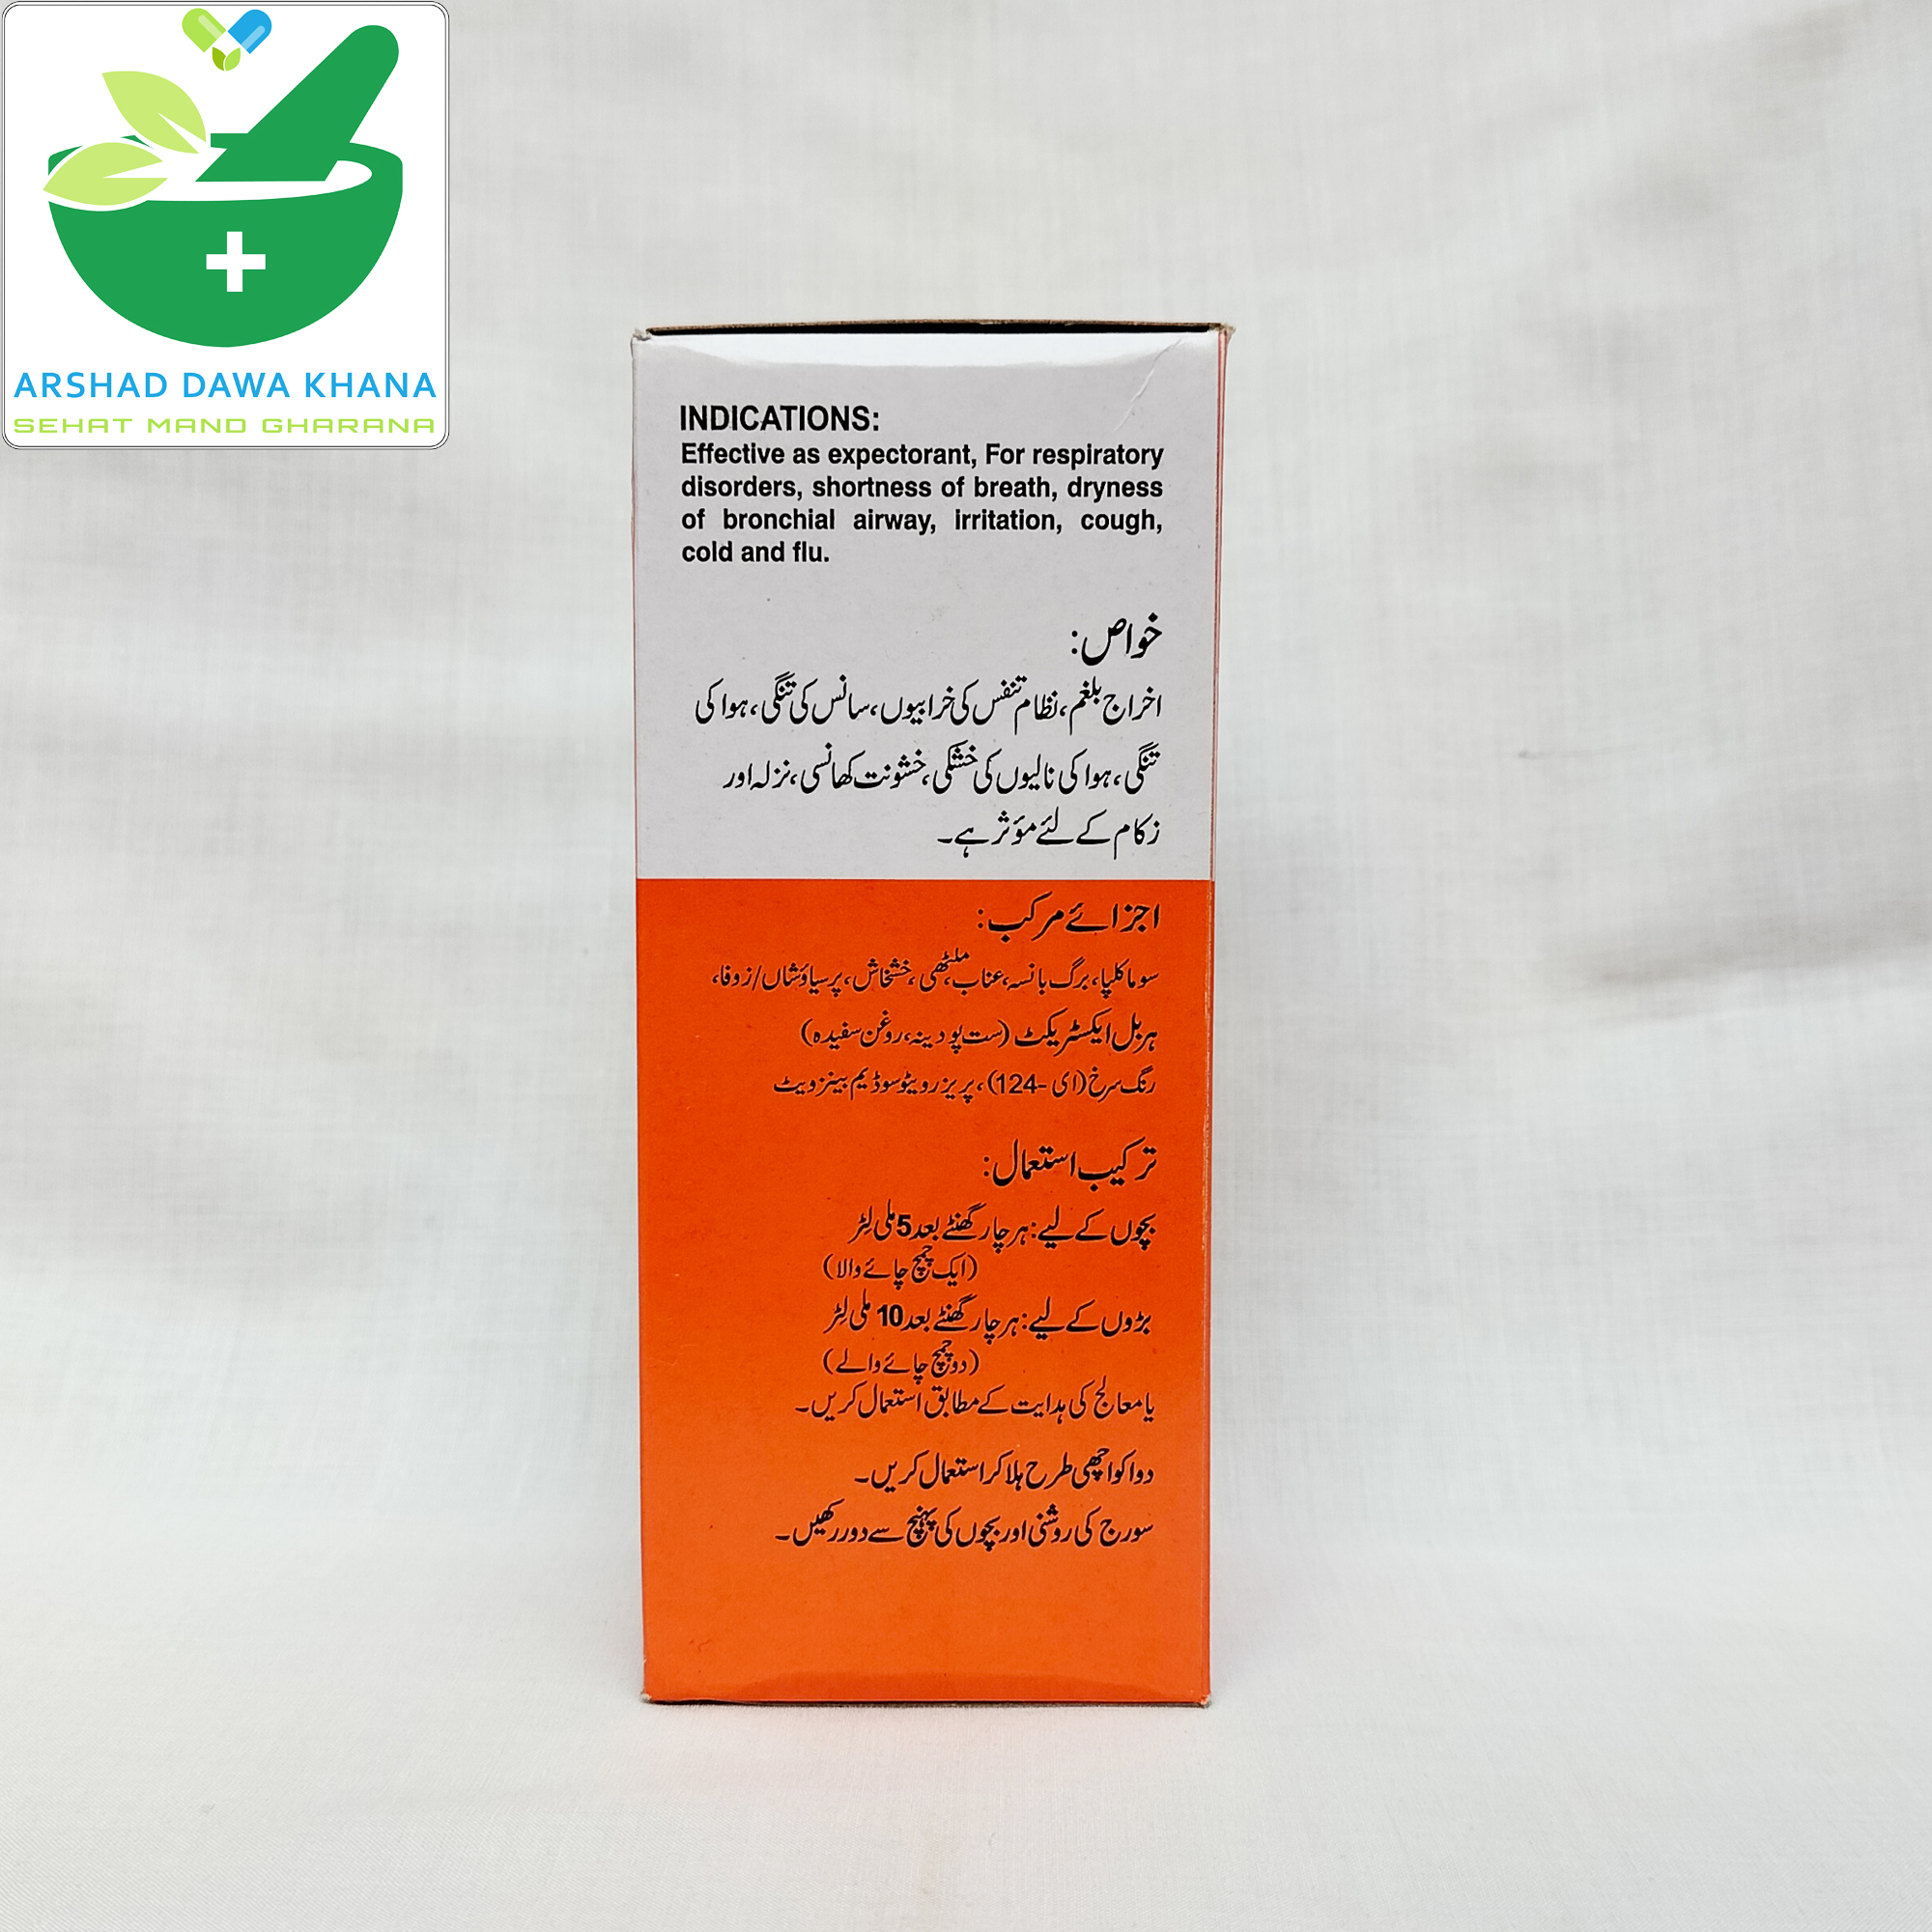 ARSHAD DAWA KHANA
SEHAT MAND GHARANA
INDICATIONS:
Effective as expectorant, For respiratory
disorders, shortness of breath, dryness
of bronchial airway, irritation, cough,
cold and flu.
خواص:
اخراج بلغم، نظام تنفس کی خرابیوں، سانس کی تنگی، ہوا کی
تنگی، ہوا کی نالیوں کی خشکی، خشونت کھانسی، نزلہ اور
زکام کے لئے مؤثر ہے۔
اجزائے مرکب:
سوما کلپا، برگ بانسہ، عناب، ملٹھی، خشخاش، پرسیاؤشاں/زوفا،
ہربل ایکسٹریکٹ (ست پودینہ، روغن سفیدہ)
رنگ سرخ (ای -124)، پریزرویٹو سوڈیم بینزویٹ
ترکیب استعمال:
بچوں کے لیے: ہر چار گھنٹے بعد 5 ملی لٹر
(ایک چمچ چائے والا)
بڑوں کے لیے: ہر چار گھنٹے بعد 10 ملی لٹر
(دو چمچ چائے والے)
یا معالج کی ہدایت کے مطابق استعمال کریں۔
دوا کو اچھی طرح ہلا کر استعمال کریں۔
سورج کی روشنی اور بچوں کی پہنچ سے دور رکھیں۔